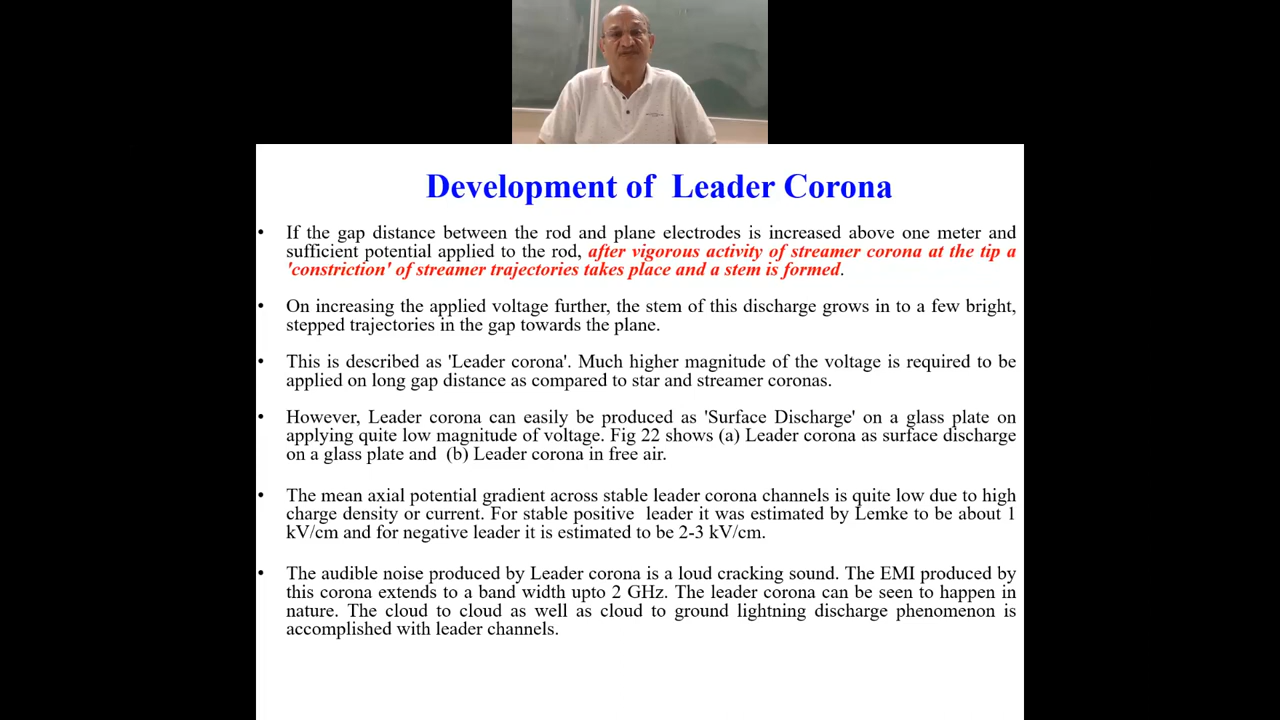 Development of Leader Corona
• If the gap distance between the rod and plane electrodes is increased above one meter and
sufficient potential applied to the rod, after vigorous activity of streamer corona at the tip a
'constriction' of streamer trajectories takes place and a stem is formed.
• On increasing the applied voltage further, the stem of this discharge grows in to a few bright,
stepped trajectories in the gap towards the plane.
• This is described as 'Leader corona'. Much higher magnitude of the voltage is required to be
applied on long gap distance as compared to star and streamer coronas.
• However, Leader corona can easily be produced as 'Surface Discharge' on a glass plate on
applying quite low magnitude of voltage. Fig 22 shows (a) Leader corona as surface discharge
on a glass plate and (b) Leader corona in free air.
• The mean axial potential gradient across stable leader corona channels is quite low due to high
charge density or current. For stable positive leader it was estimated by Lemke to be about 1
kV/cm and for negative leader it is estimated to be 2-3 kV/cm.
• The audible noise produced by Leader corona is a loud cracking sound. The EMI produced by
this corona extends to a band width upto 2 GHz. The leader corona can be seen to happen in
nature. The cloud to cloud as well as cloud to ground lightning discharge phenomenon is
accomplished with leader channels.